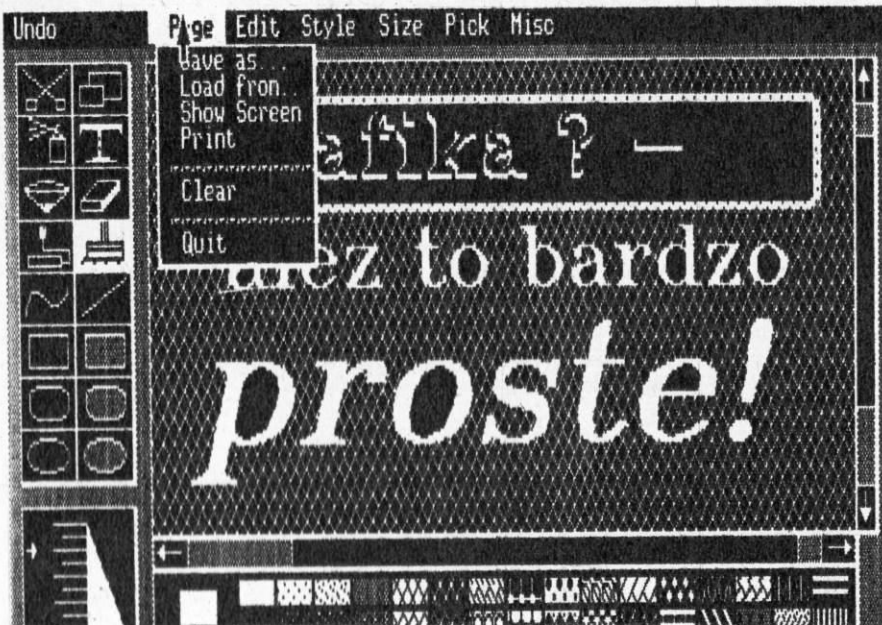 Undo Page Edit Style Size Pick Misc
Save as...
Load from..
Show Screen
Print
Clear
Quit
afika ? —
alez to bardzo
proste!